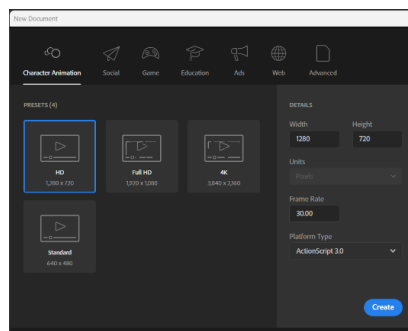 New Document
Character Animation
Social
Game
Education
Ads
Web
Advanced
PRESETS (4)
HD
1,280 x 720
Full HD
1,920 x 1,080
4K
3,840 x 2,160
Standard
640 x 480
DETAILS
Width
Height
1280
720
Units
Pixels
Frame Rate
30.00
Platform Type
ActionScript 3.0
Create